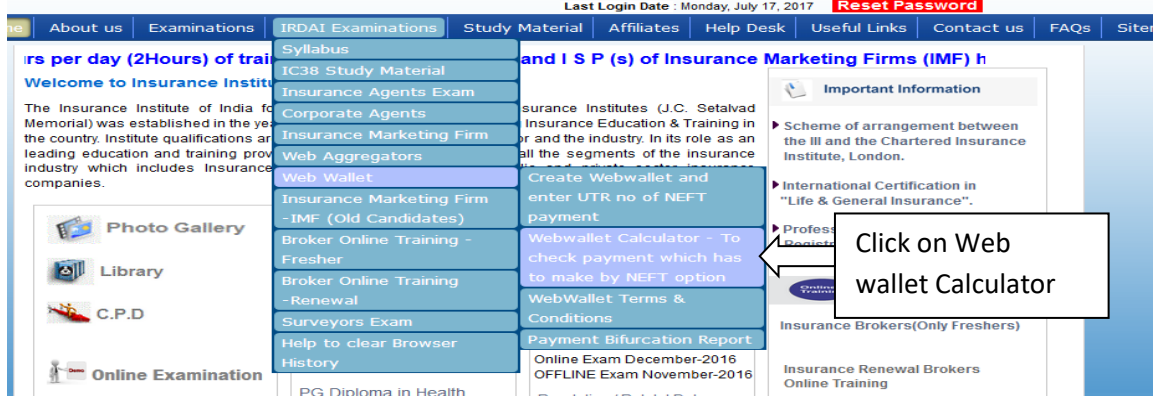 Last Login Date : Monday, July 17, 2017 Reset Password
About us Examinations IRDAI Examinations Study Material Affiliates Help Desk Useful Links Contact us FAQs
rs per day (2Hours) of and I S P (s) of Insurance Marketing Firms (IMF)
Welcome to Insurance
The Insurance Institute of India surance Institutes (J.C. Setalvad
Memorial) was established in the Insurance Education & Training in
the country. Institute qualifications or and the industry. In its role as an
leading education and training all the segments of the insurance
industry which includes Insurance
companies.
Photo Gallery
Library
C.P.D
Online Examination
Syllabus
IC38 Study Material
Insurance Agents Exam
Corporate Agents
Insurance Marketing Firm
Web Aggregators
Web Wallet
Insurance Marketing Firm
-IMF (Old Candidates)
Broker Online Training -
Fresher
Broker Online Training
-Renewal
Surveyors Exam
Help to clear Browser
History
PG Diploma in Health
Create Webwallet and
enter UTR no of NEFT
payment
Webwallet Calculator - To
check payment which has
to make by NEFT option
WebWallet Terms &
Conditions
Payment Bifurcation Report
Online Exam December-2016
OFFLINE Exam November-2016
Important Information
Scheme of arrangement between
the III and the Chartered Insurance
Institute, London.
International Certification in
"Life & General Insurance".
Click on Web
wallet Calculator
Insurance Brokers(Only Freshers)
Insurance Renewal Brokers
Online Training